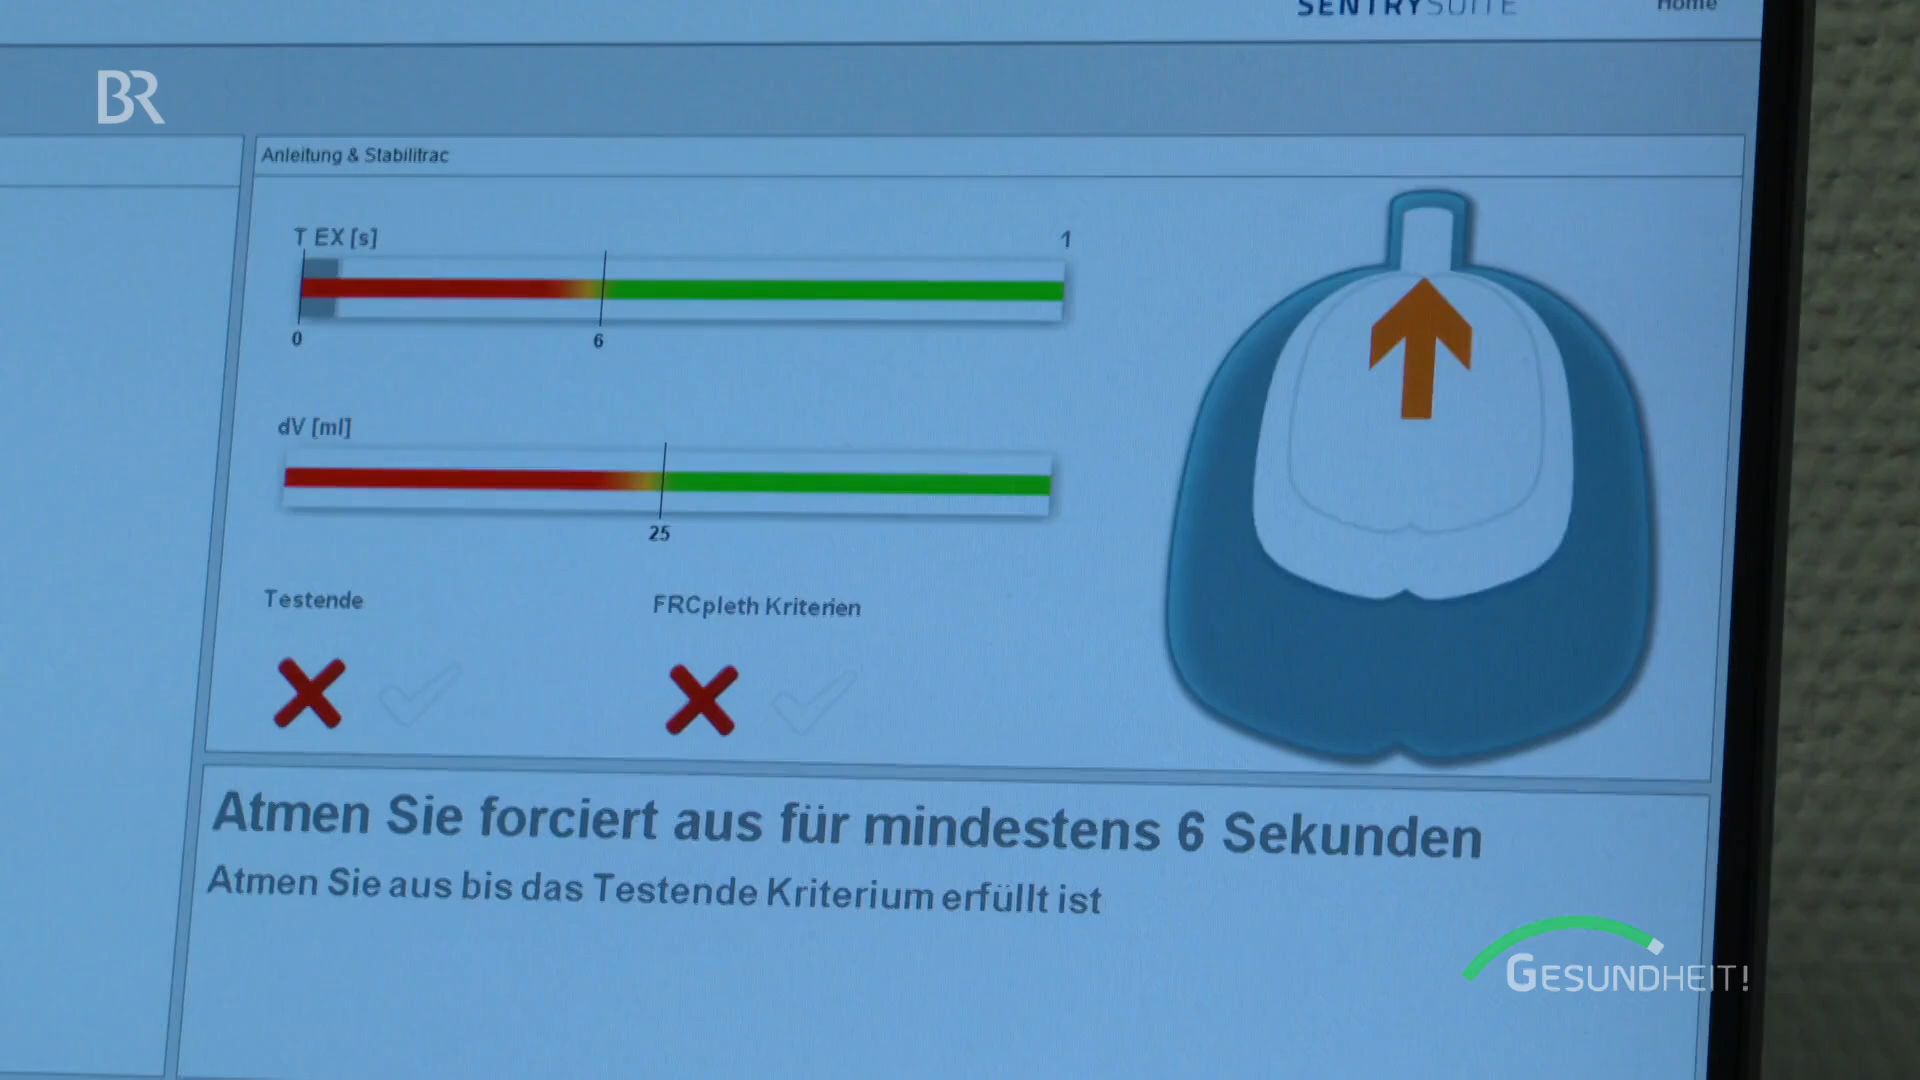 SENTRYSUITE
Home
BR
Anleitung & Stabilitrac
T EX [s]
1
0
6
dV [ml]
25
Testende
FRCpleth Kriterien
Atmen Sie forciert aus für mindestens 6 Sekunden
Atmen Sie aus bis das Testende Kriterium erfüllt ist
GESUNDHEIT!